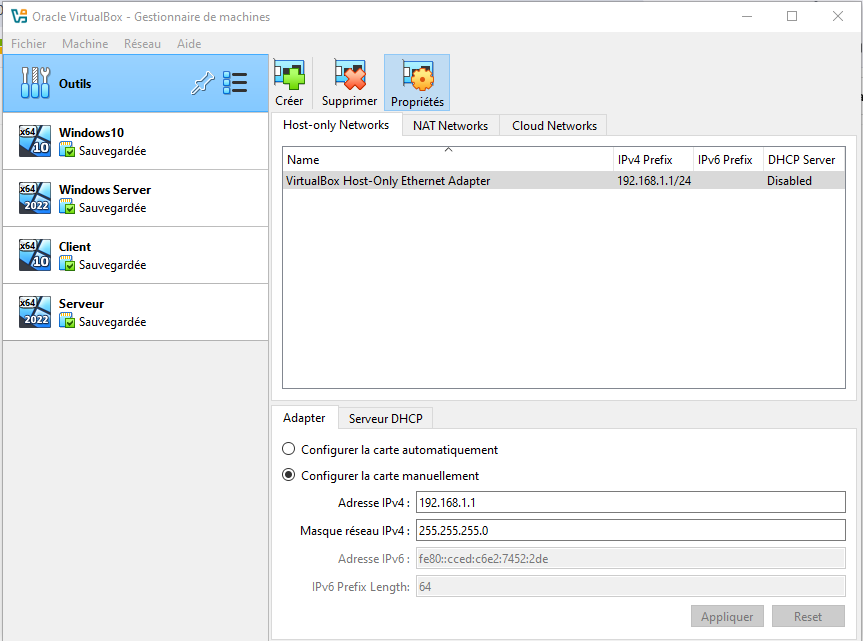 Oracle VirtualBox - Gestionnaire de machines
Fichier Machine Réseau Aide
Outils
x64 10 Windows10
Sauvegardée
x64 2022 Windows Server
Sauvegardée
x64 10 Client
Sauvegardée
x64 2022 Serveur
Sauvegardée
Créer Supprimer Propriétés
Host-only Networks NAT Networks Cloud Networks
Name IPv4 Prefix IPv6 Prefix DHCP Server
VirtualBox Host-Only Ethernet Adapter 192.168.1.1/24 Disabled
Adapter Serveur DHCP
Configurer la carte automatiquement
Configurer la carte manuellement
Adresse IPv4 : 192.168.1.1
Masque réseau IPv4 : 255.255.255.0
Adresse IPv6 : fe80::cced:c6e2:7452:2de
IPv6 Prefix Length: 64
Appliquer Reset